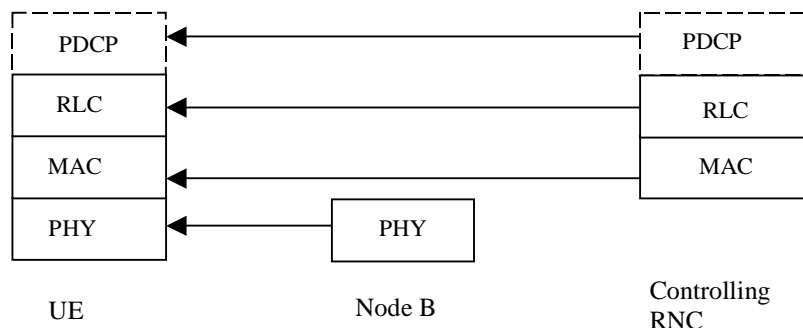 PDCP
PDCP
RLC
RLC
MAC
MAC
PHY
PHY
UE
Node B
Controlling
RNC